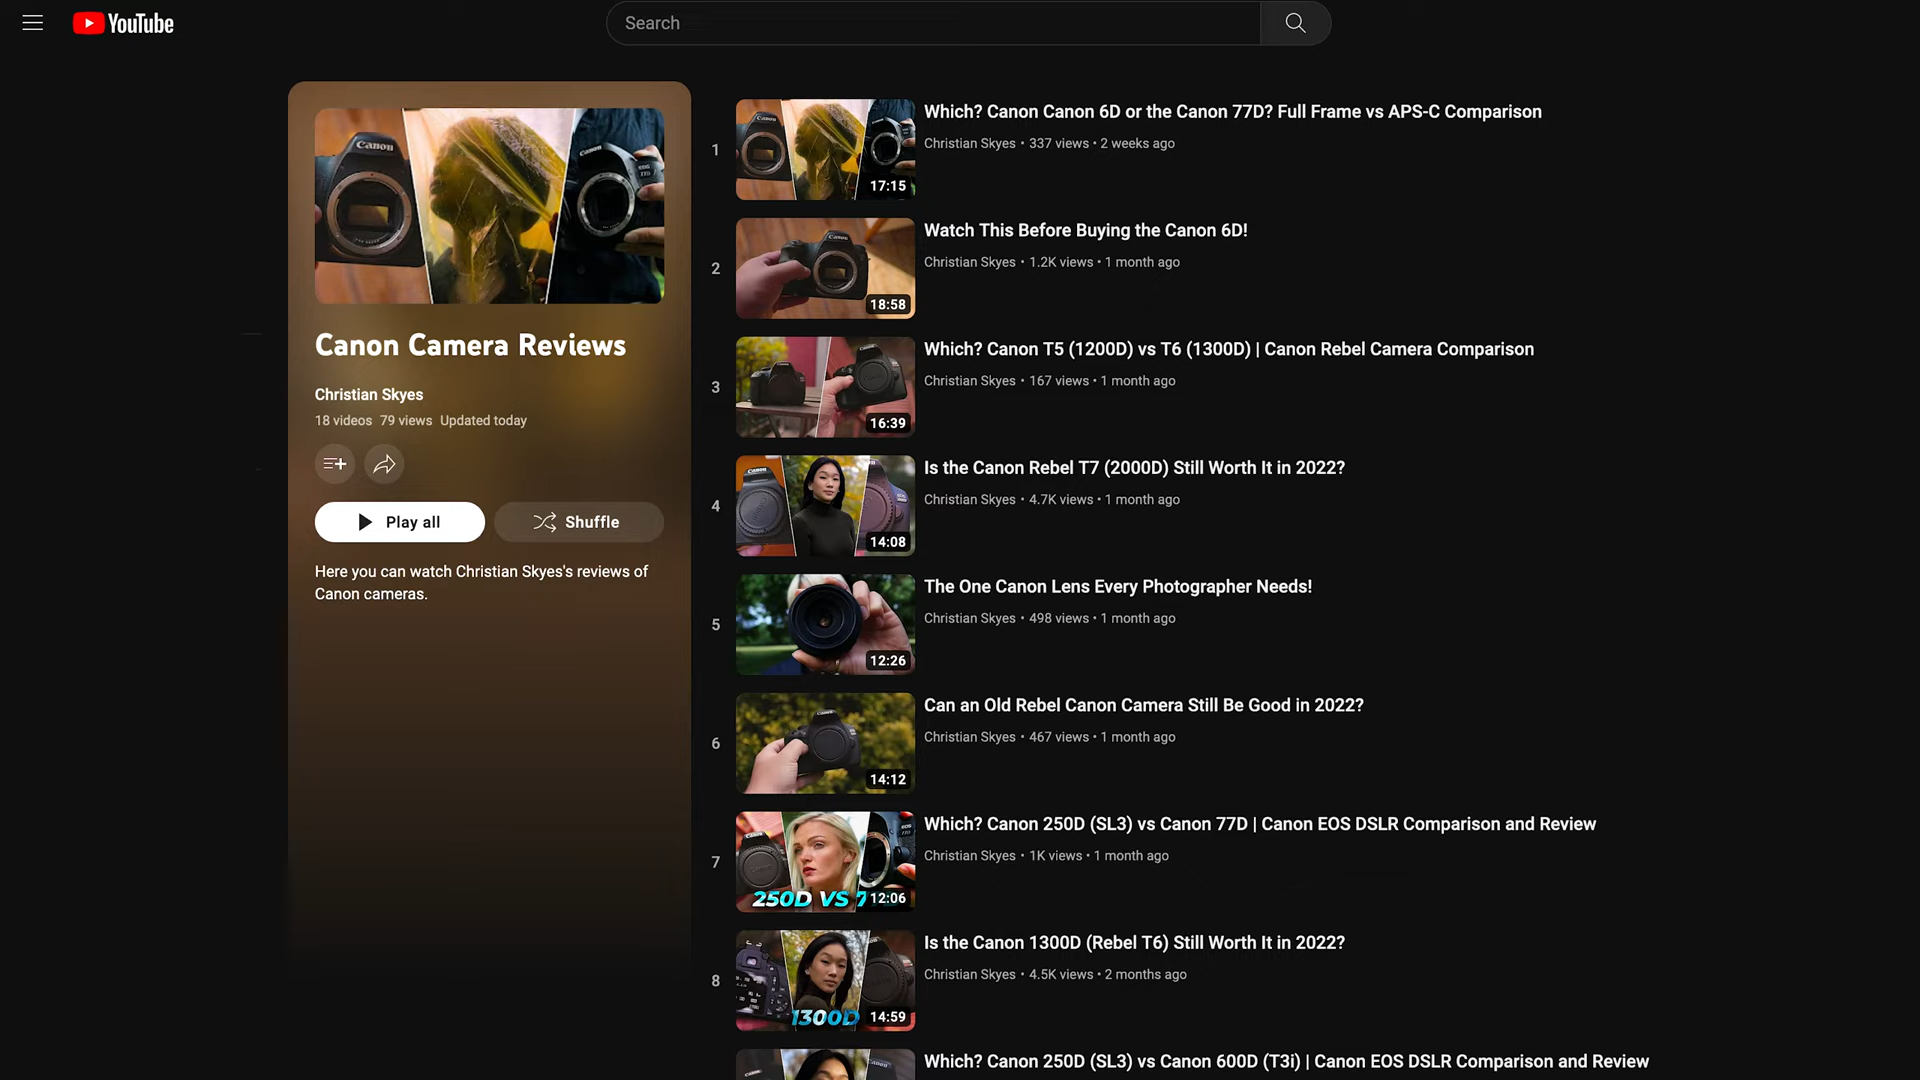 YouTube
Search
Canon
Canon
Canon Camera Reviews
Christian Skyes
18 videos 79 views Updated today
Play all
Shuffle
Here you can watch Christian Skyes's reviews of
Canon cameras.
1
17:15
Which? Canon Canon 6D or the Canon 77D? Full Frame vs APS-C Comparison
Christian Skyes • 337 views • 2 weeks ago
2
18:58
Watch This Before Buying the Canon 6D!
Christian Skyes • 1.2K views • 1 month ago
3
16:39
Which? Canon T5 (1200D) vs T6 (1300D) | Canon Rebel Camera Comparison
Christian Skyes • 167 views • 1 month ago
4
14:08
Is the Canon Rebel T7 (2000D) Still Worth It in 2022?
Christian Skyes • 4.7K views • 1 month ago
5
12:26
The One Canon Lens Every Photographer Needs!
Christian Skyes • 498 views • 1 month ago
6
14:12
Can an Old Rebel Canon Camera Still Be Good in 2022?
Christian Skyes • 467 views • 1 month ago
7
250D VS 7
12:06
Which? Canon 250D (SL3) vs Canon 77D | Canon EOS DSLR Comparison and Review
Christian Skyes • 1K views • 1 month ago
8
1300D
14:59
Is the Canon 1300D (Rebel T6) Still Worth It in 2022?
Christian Skyes • 4.5K views • 2 months ago
Which? Canon 250D (SL3) vs Canon 600D (T3i) | Canon EOS DSLR Comparison and Review